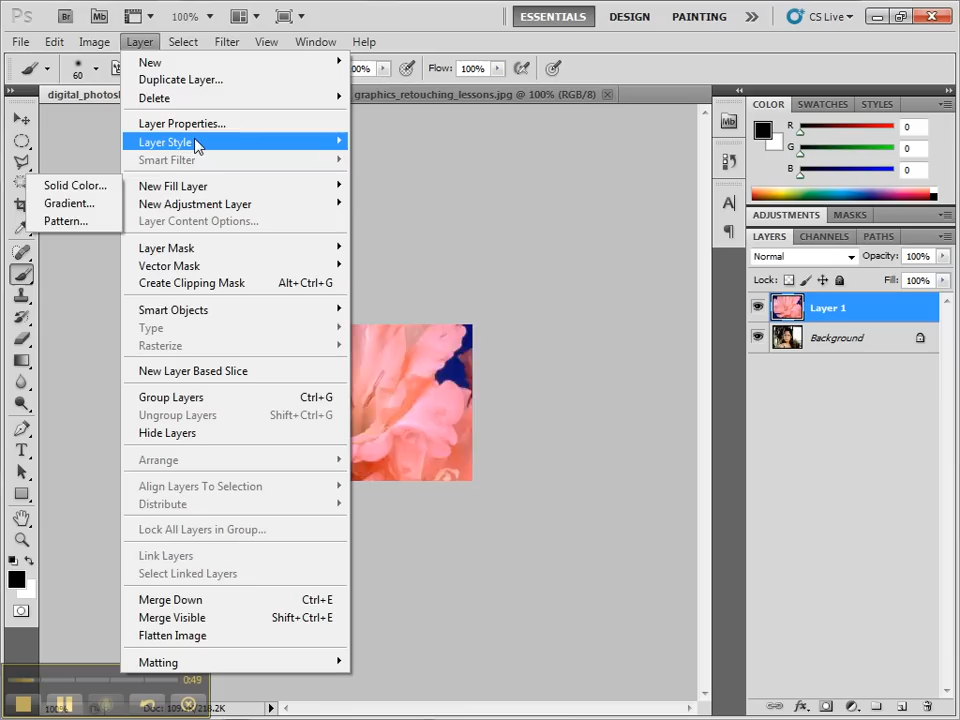 Ps Br Mb 100% ESSENTIALS DESIGN PAINTING CS Live
File Edit Image Layer Select Filter View Window Help
60 00% Flow: 100%
digital_photosh graphics_retouching_lessons.jpg @ 100% (RGB/8)
New
Duplicate Layer...
Delete
Layer Properties...
Layer Style
Smart Filter
Solid Color...
Gradient...
Pattern...
New Fill Layer
New Adjustment Layer
Layer Content Options...
Layer Mask
Vector Mask
Create Clipping Mask Alt+Ctrl+G
Smart Objects
Type
Rasterize
New Layer Based Slice
Group Layers Ctrl+G
Ungroup Layers Shift+Ctrl+G
Hide Layers
Arrange
Align Layers To Selection
Distribute
Lock All Layers in Group...
Link Layers
Select Linked Layers
Merge Down Ctrl+E
Merge Visible Shift+Ctrl+E
Flatten Image
Matting
Mb
A
COLOR SWATCHES STYLES
R 0
G 0
B 0
ADJUSTMENTS MASKS
LAYERS CHANNELS PATHS
Normal Opacity: 100%
Lock: Fill: 100%
Layer 1
Background
T
0:49
100%